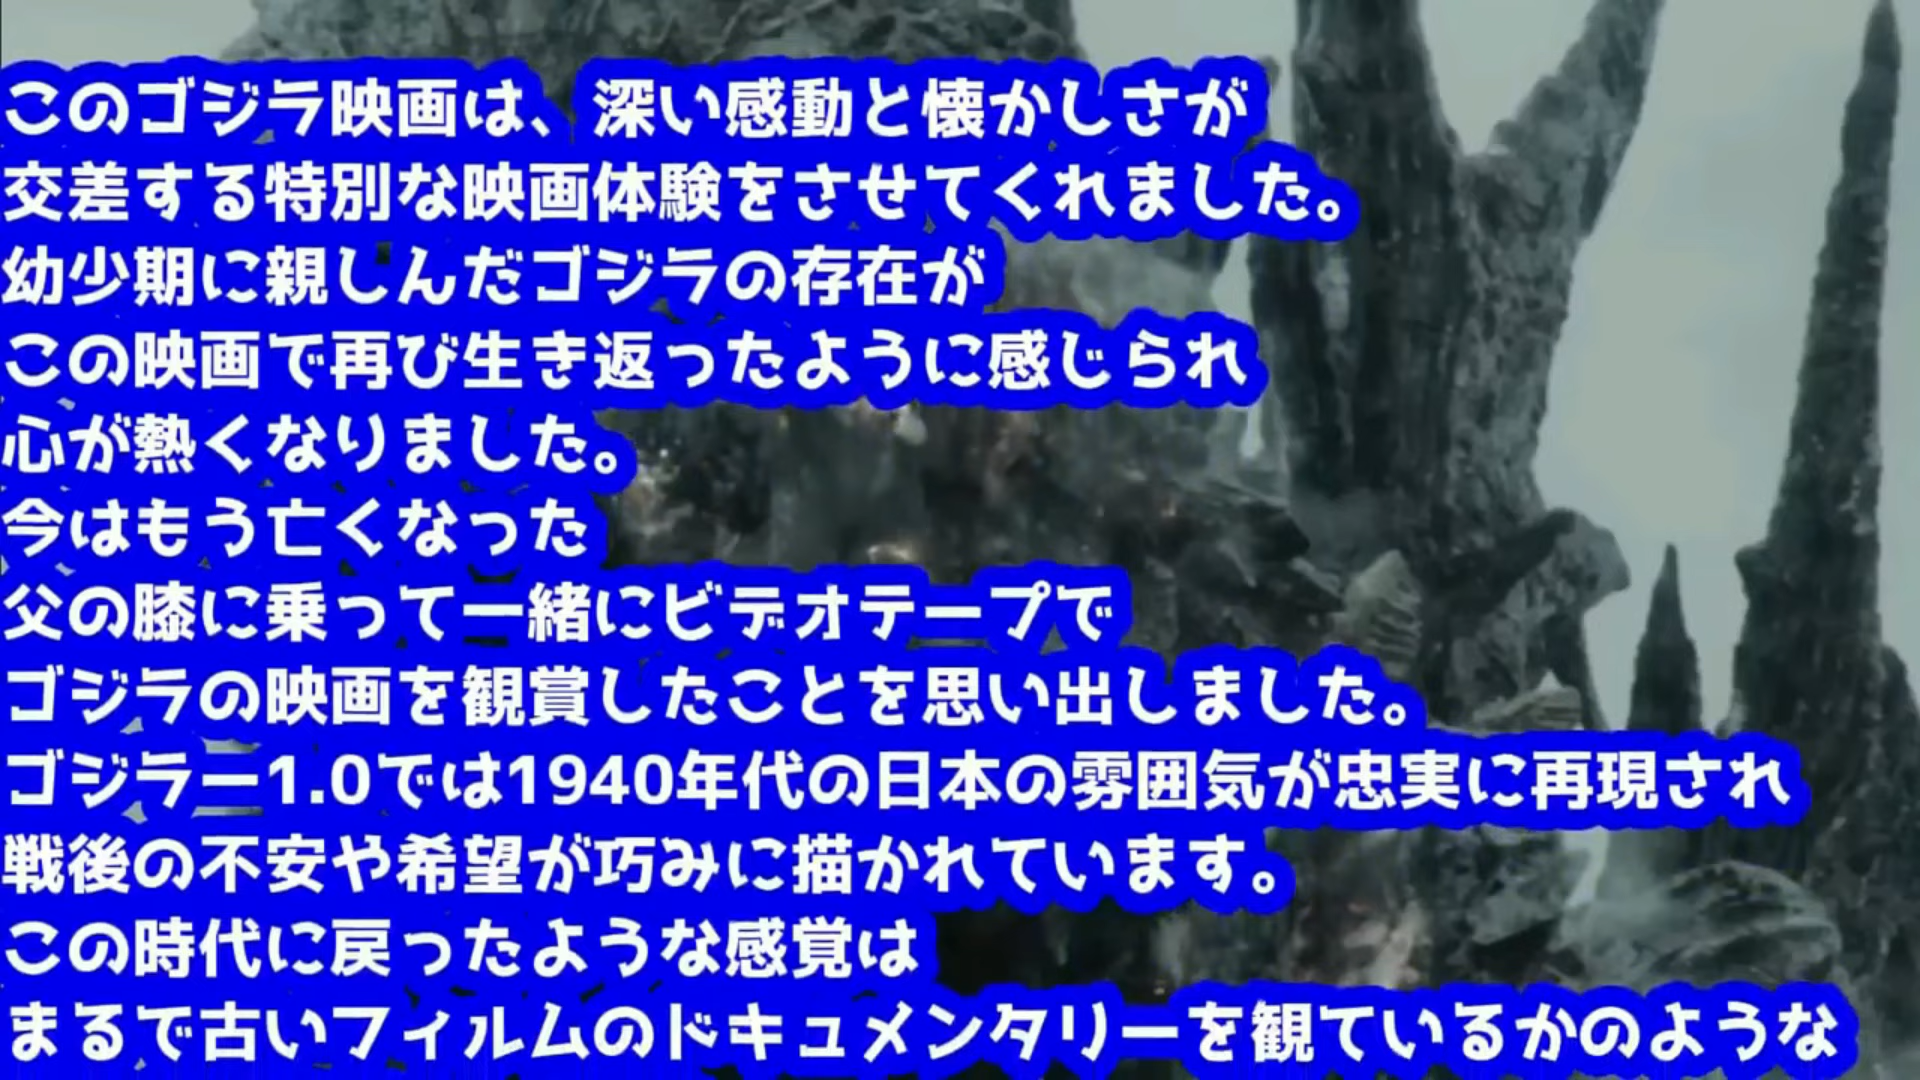 このゴジラ映画は、深い感動と懐かしさが
交差する特別な映画体験をさせてくれました。
幼少期に親しんだゴジラの存在が
この映画で再び生き返ったように感じられ
心が熱くなりました。
今はもう亡くなった
父の膝に乗って一緒にビデオテープで
ゴジラの映画を観賞したことを思い出しました。
ゴジラー1.0では1940年代の日本の雰囲気が忠実に再現され
戦後の不安や希望が巧みに描かれています。
この時代に戻ったような感覚は
まるで古いフィルムのドキュメンタリーを観ているかのような